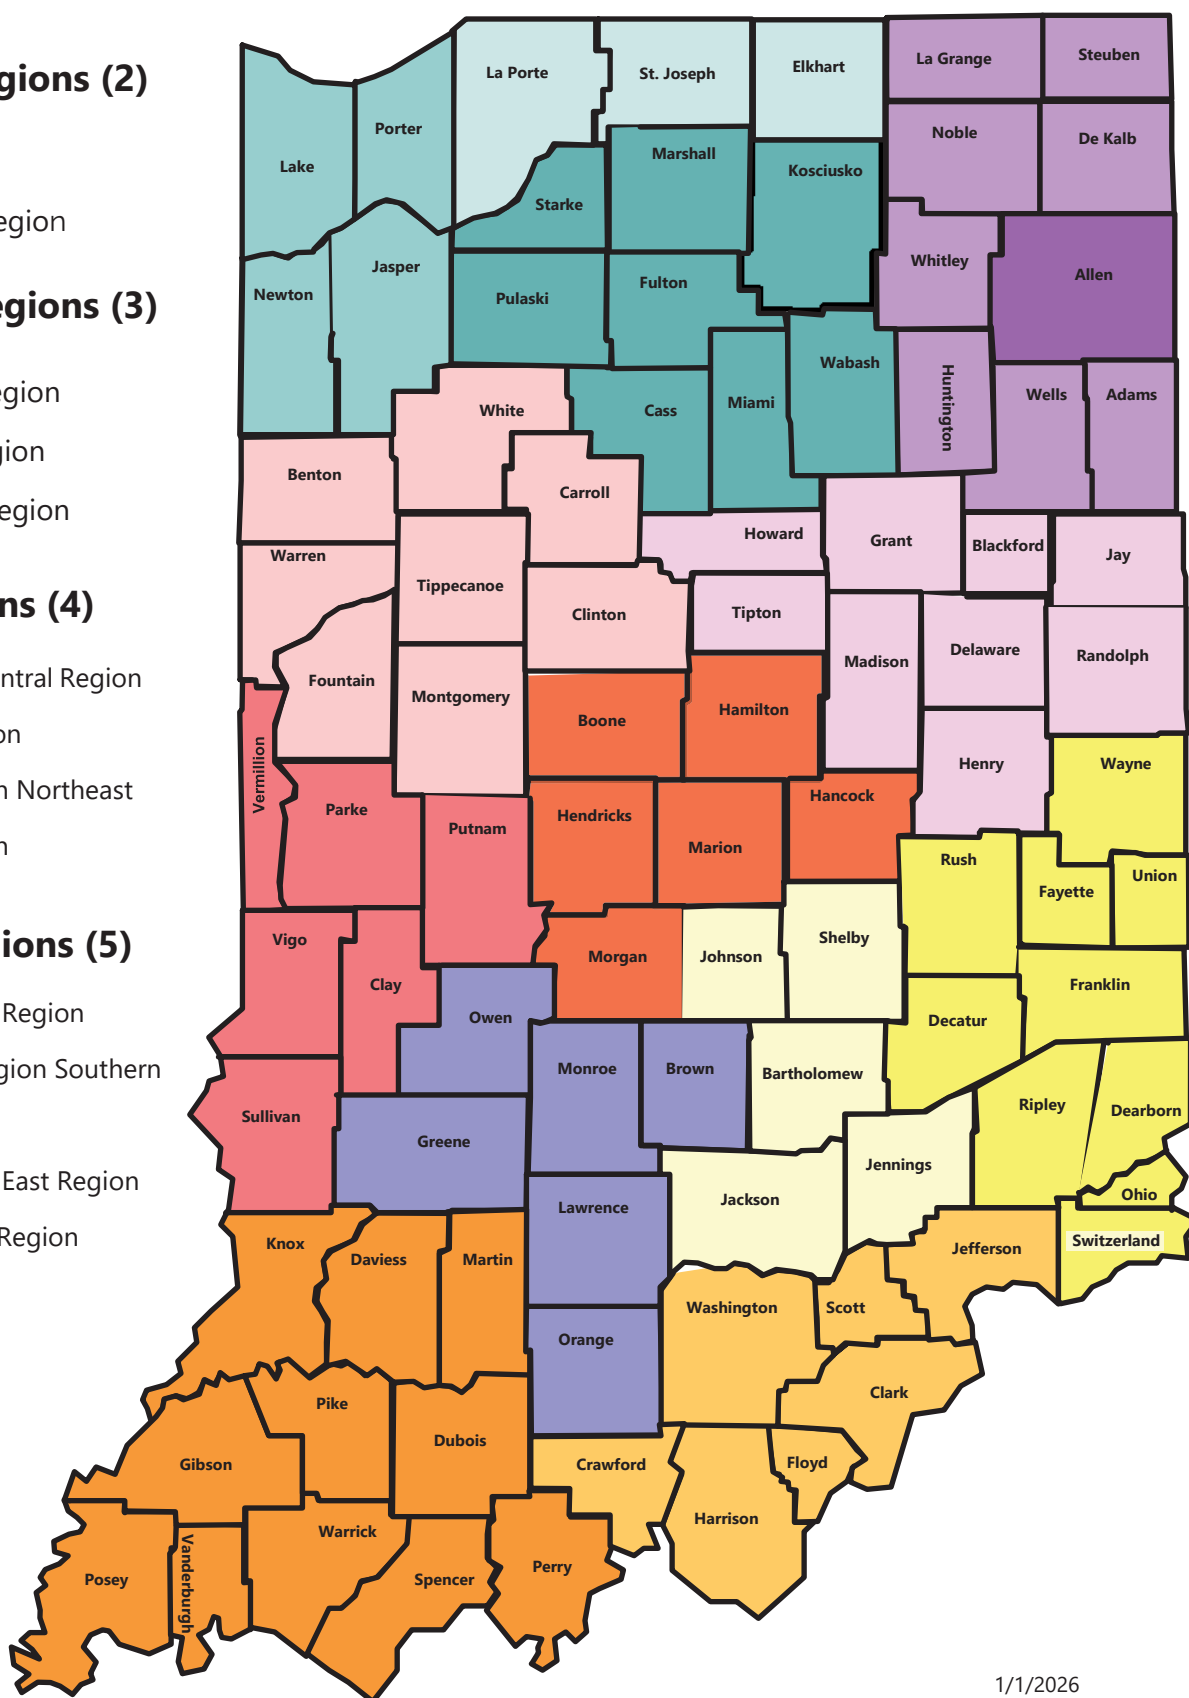 gions (2)
egion
egions (3)
egion
gion
egion
ns (4)
ntral Region
on
n Northeast
n
ions (5)
Region
gion Southern
East Region
Region
La Porte
St. Joseph
Elkhart
La Grange
Steuben
Lake
Porter
Starke
Marshall
Kosciusko
Noble
De Kalb
Newton
Jasper
Pulaski
Fulton
Whitley
Allen
White
Cass
Miami
Wabash
Huntington
Wells
Adams
Benton
Carroll
Howard
Grant
Blackford
Jay
Warren
Tippecanoe
Clinton
Tipton
Madison
Delaware
Randolph
Fountain
Montgomery
Boone
Hamilton
Henry
Wayne
Vermillion
Parke
Putnam
Hendricks
Marion
Hancock
Rush
Fayette
Union
Vigo
Clay
Owen
Morgan
Johnson
Shelby
Decatur
Franklin
Sullivan
Greene
Monroe
Brown
Bartholomew
Jennings
Ripley
Dearborn
Ohio
Switzerland
Knox
Daviess
Martin
Lawrence
Jackson
Jefferson
Orange
Washington
Scott
Clark
Gibson
Pike
Dubois
Crawford
Floyd
Harrison
Posey
Vanderburgh
Warrick
Spencer
Perry
1/1/2026